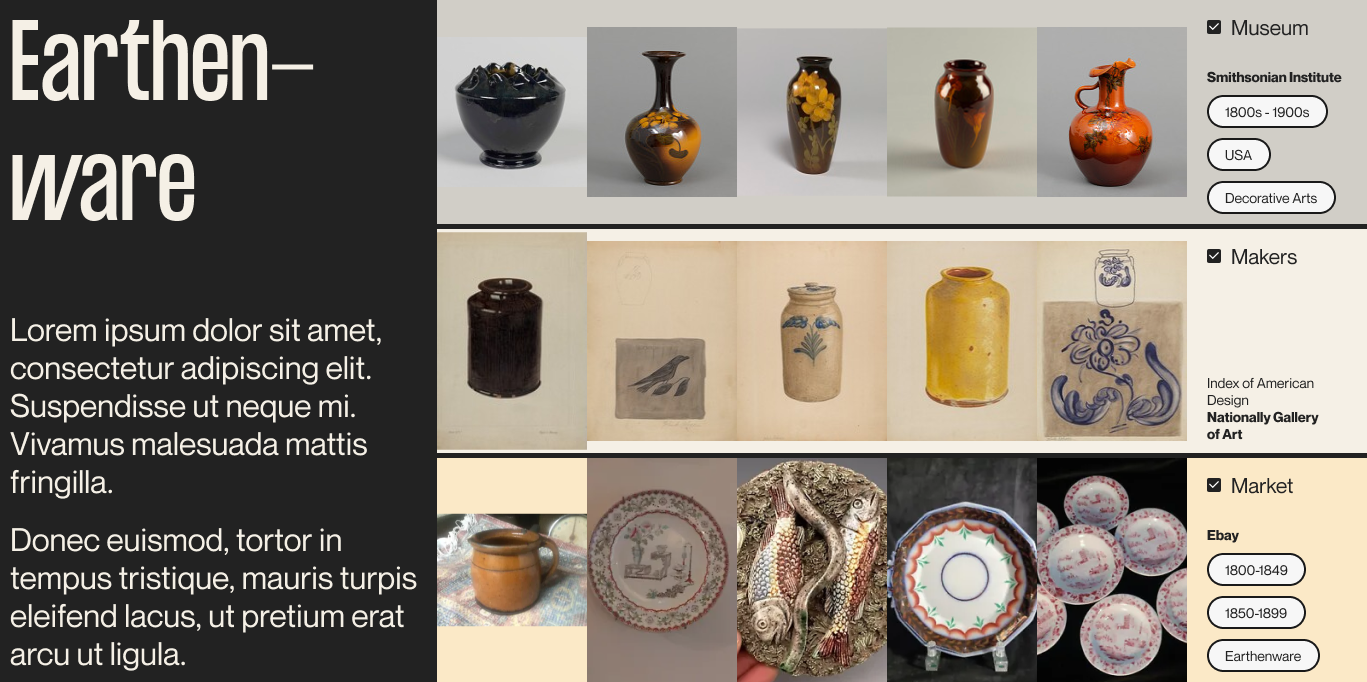 Earthen–
ware
Lorem ipsum dolor sit amet,
consectetur adipiscing elit.
Suspendisse ut neque mi.
Vivamus malesuada mattis
fringilla.
Donec euismod, tortor in
tempus tristique, mauris turpis
eleifend lacus, ut pretium erat
arcu ut ligula.
Museum
Smithsonian Institute
1800s - 1900s
USA
Decorative Arts
Makers
Index of American
Design
Nationally Gallery
of Art
Market
Ebay
1800-1849
1850-1899
Earthenware